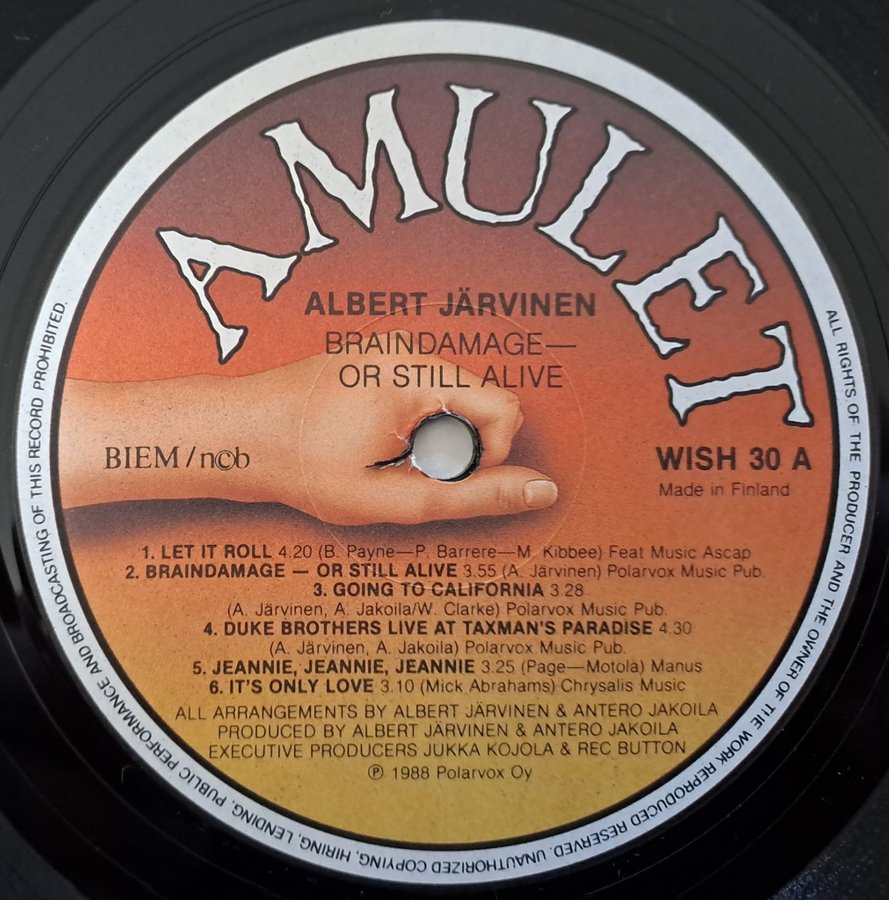 AMULET
ALBERT JÄRVINEN
BRAINDAMAGE—
OR STILL ALIVE
BIEM/n©b
WISH 30 A
Made in Finland
1. LET IT ROLL 4.20 (B. Payne—P. Barrere—M. Kibbee) Feat Music Ascap
2. BRAINDAMAGE — OR STILL ALIVE 3.55 (A. Järvinen) Polarvox Music Pub.
3. GOING TO CALIFORNIA 3.28
(A. Järvinen, A. Jakoila/W. Clarke) Polarvox Music Pub.
4. DUKE BROTHERS LIVE AT TAXMAN'S PARADISE 4.30
(A. Järvinen, A. Jakoila) Polarvox Music Pub.
5. JEANNIE, JEANNIE, JEANNIE 3.25 (Page—Motola) Manus
6. IT'S ONLY LOVE 3.10 (Mick Abrahams) Chrysalis Music
ALL ARRANGEMENTS BY ALBERT JÄRVINEN & ANTERO JAKOILA
PRODUCED BY ALBERT JÄRVINEN & ANTERO JAKOILA
EXECUTIVE PRODUCERS JUKKA KOJOLA & REC BUTTON
℗ 1988 Polarvox Oy
ALL RIGHTS OF THE PRODUCER AND THE OWNER OF THE WORK REPRODUCED RESERVED. UNAUTHORIZED COPYING, HIRING, LENDING, PUBLIC PERFORMANCE AND BROADCASTING OF THIS RECORD PROHIBITED.